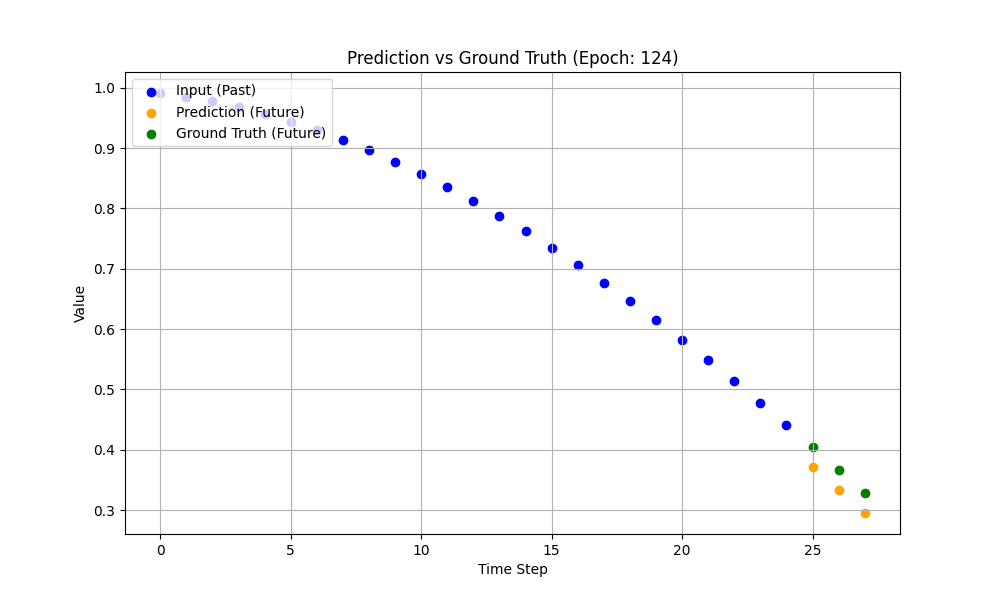 Prediction vs Ground Truth (Epoch: 124)
Input (Past)
Prediction (Future)
Ground Truth (Future)
Value
1.0
0.9
0.8
0.7
0.6
0.5
0.4
0.3
0 5 10 15 20 25
Time Step